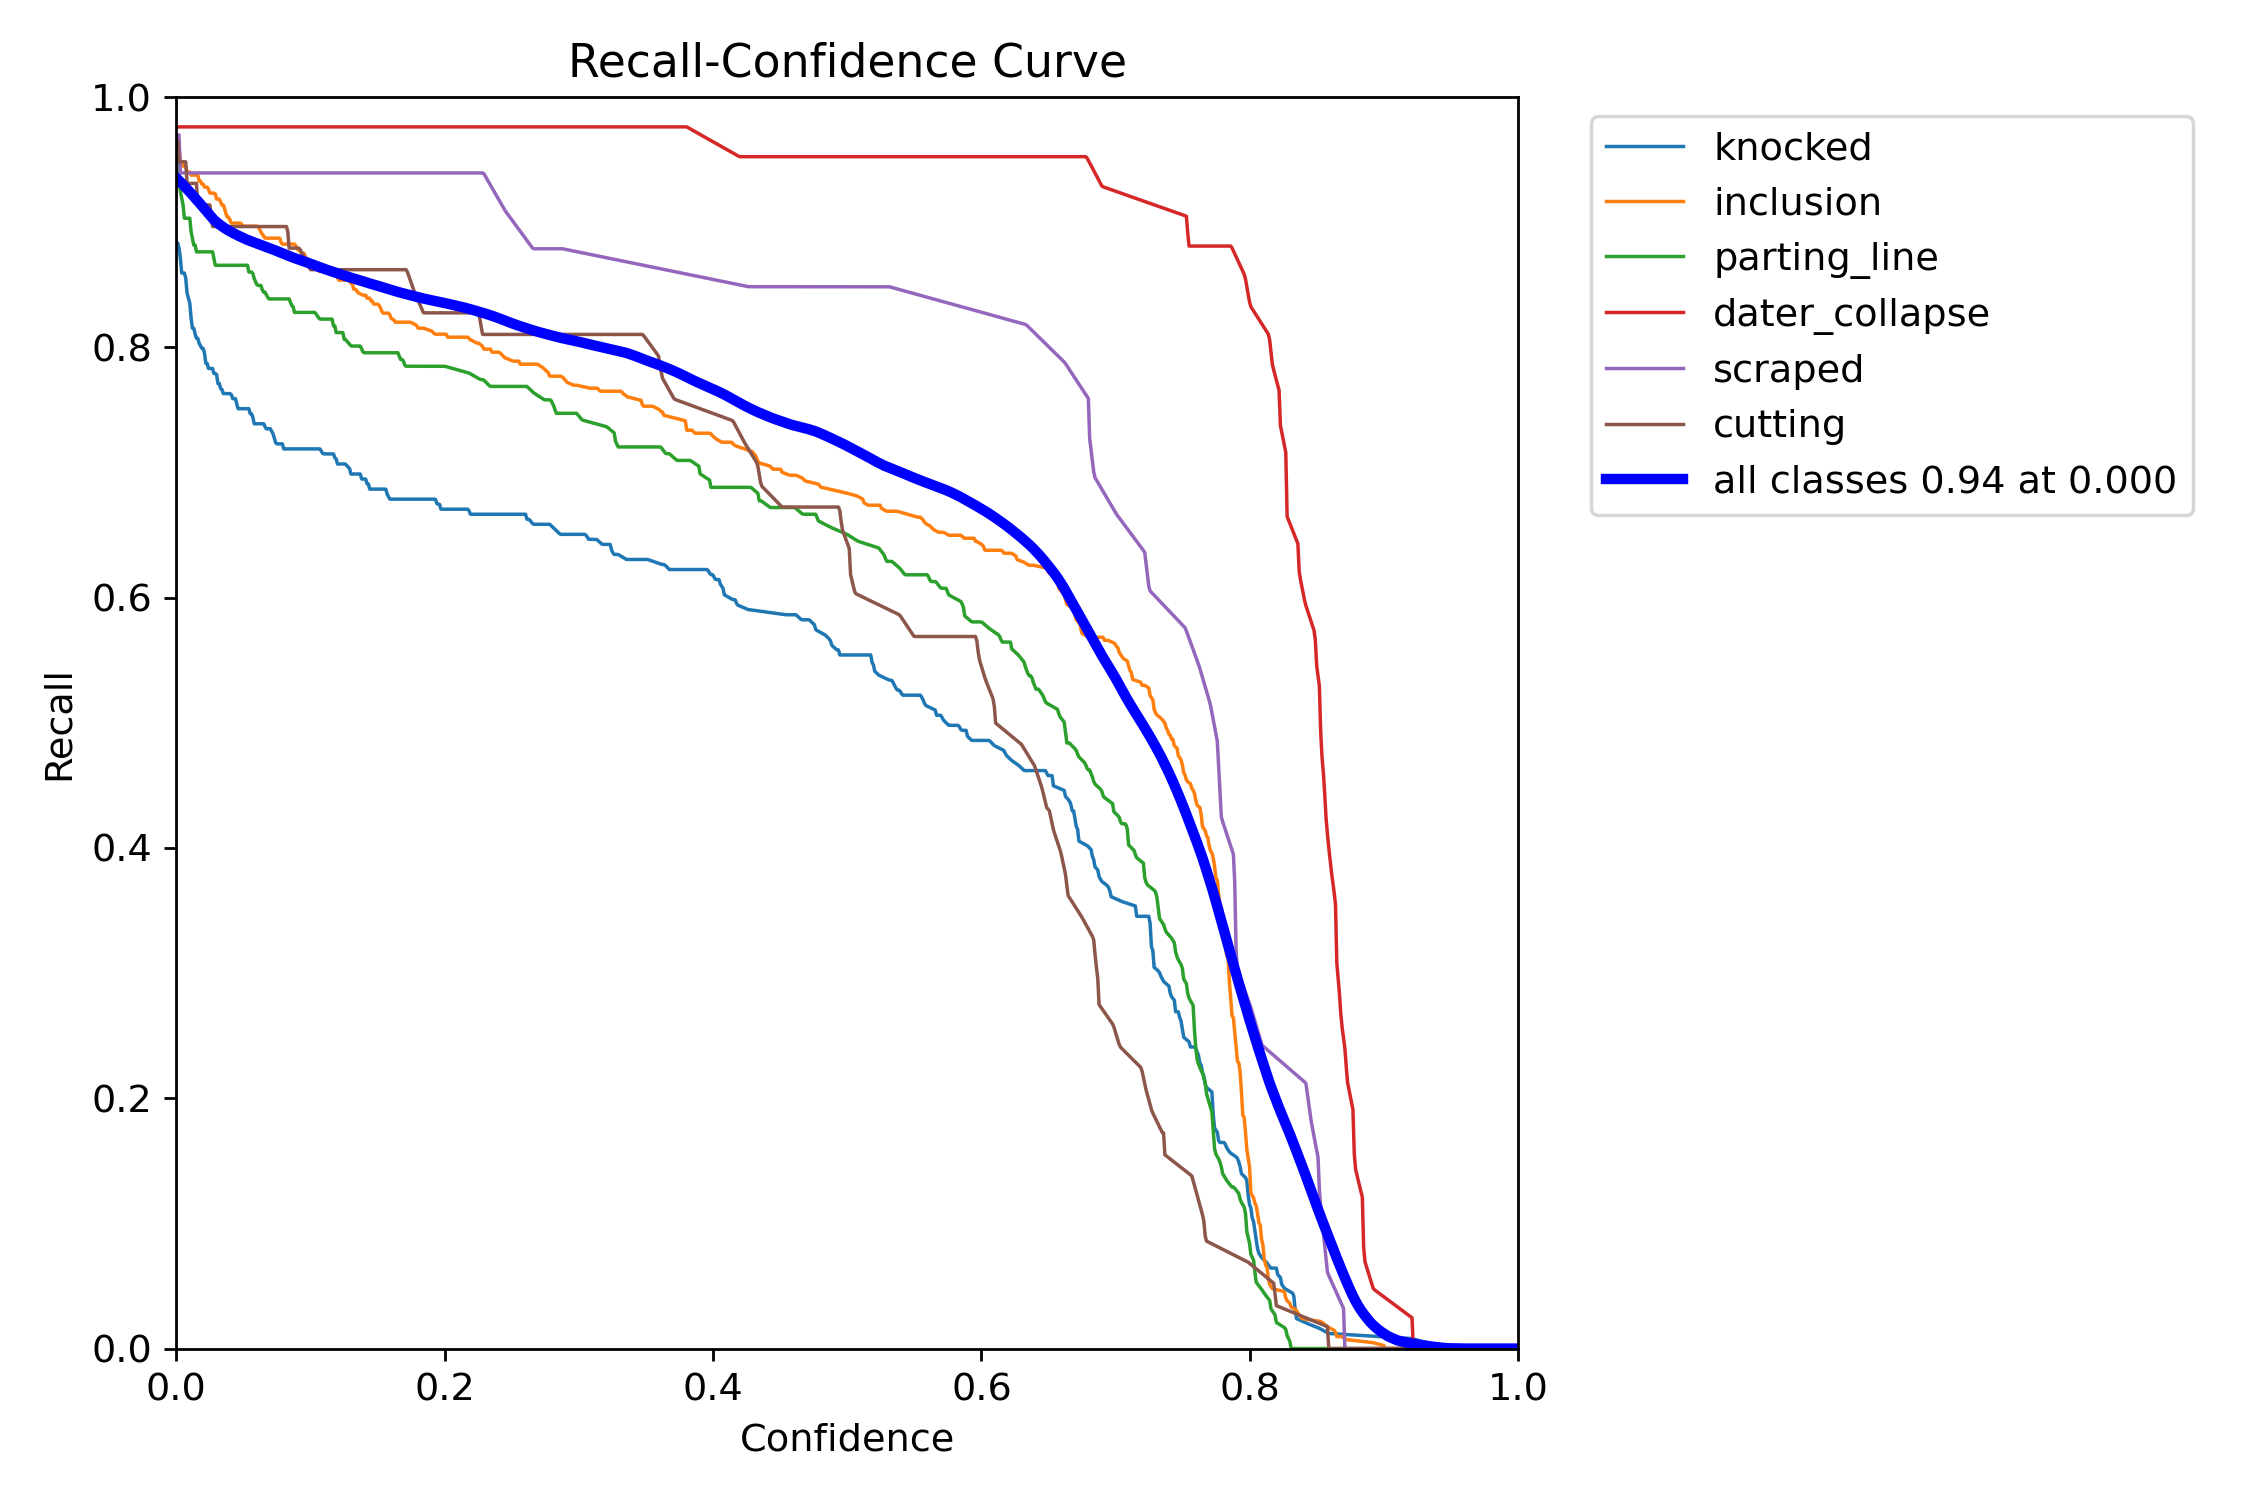 Recall-Confidence Curve
1.0
0.8
0.6
0.4
0.2
0.0
Recall
0.0 0.2 0.4 0.6 0.8 1.0
Confidence
knocked
inclusion
parting_line
dater_collapse
scraped
cutting
all classes 0.94 at 0.000